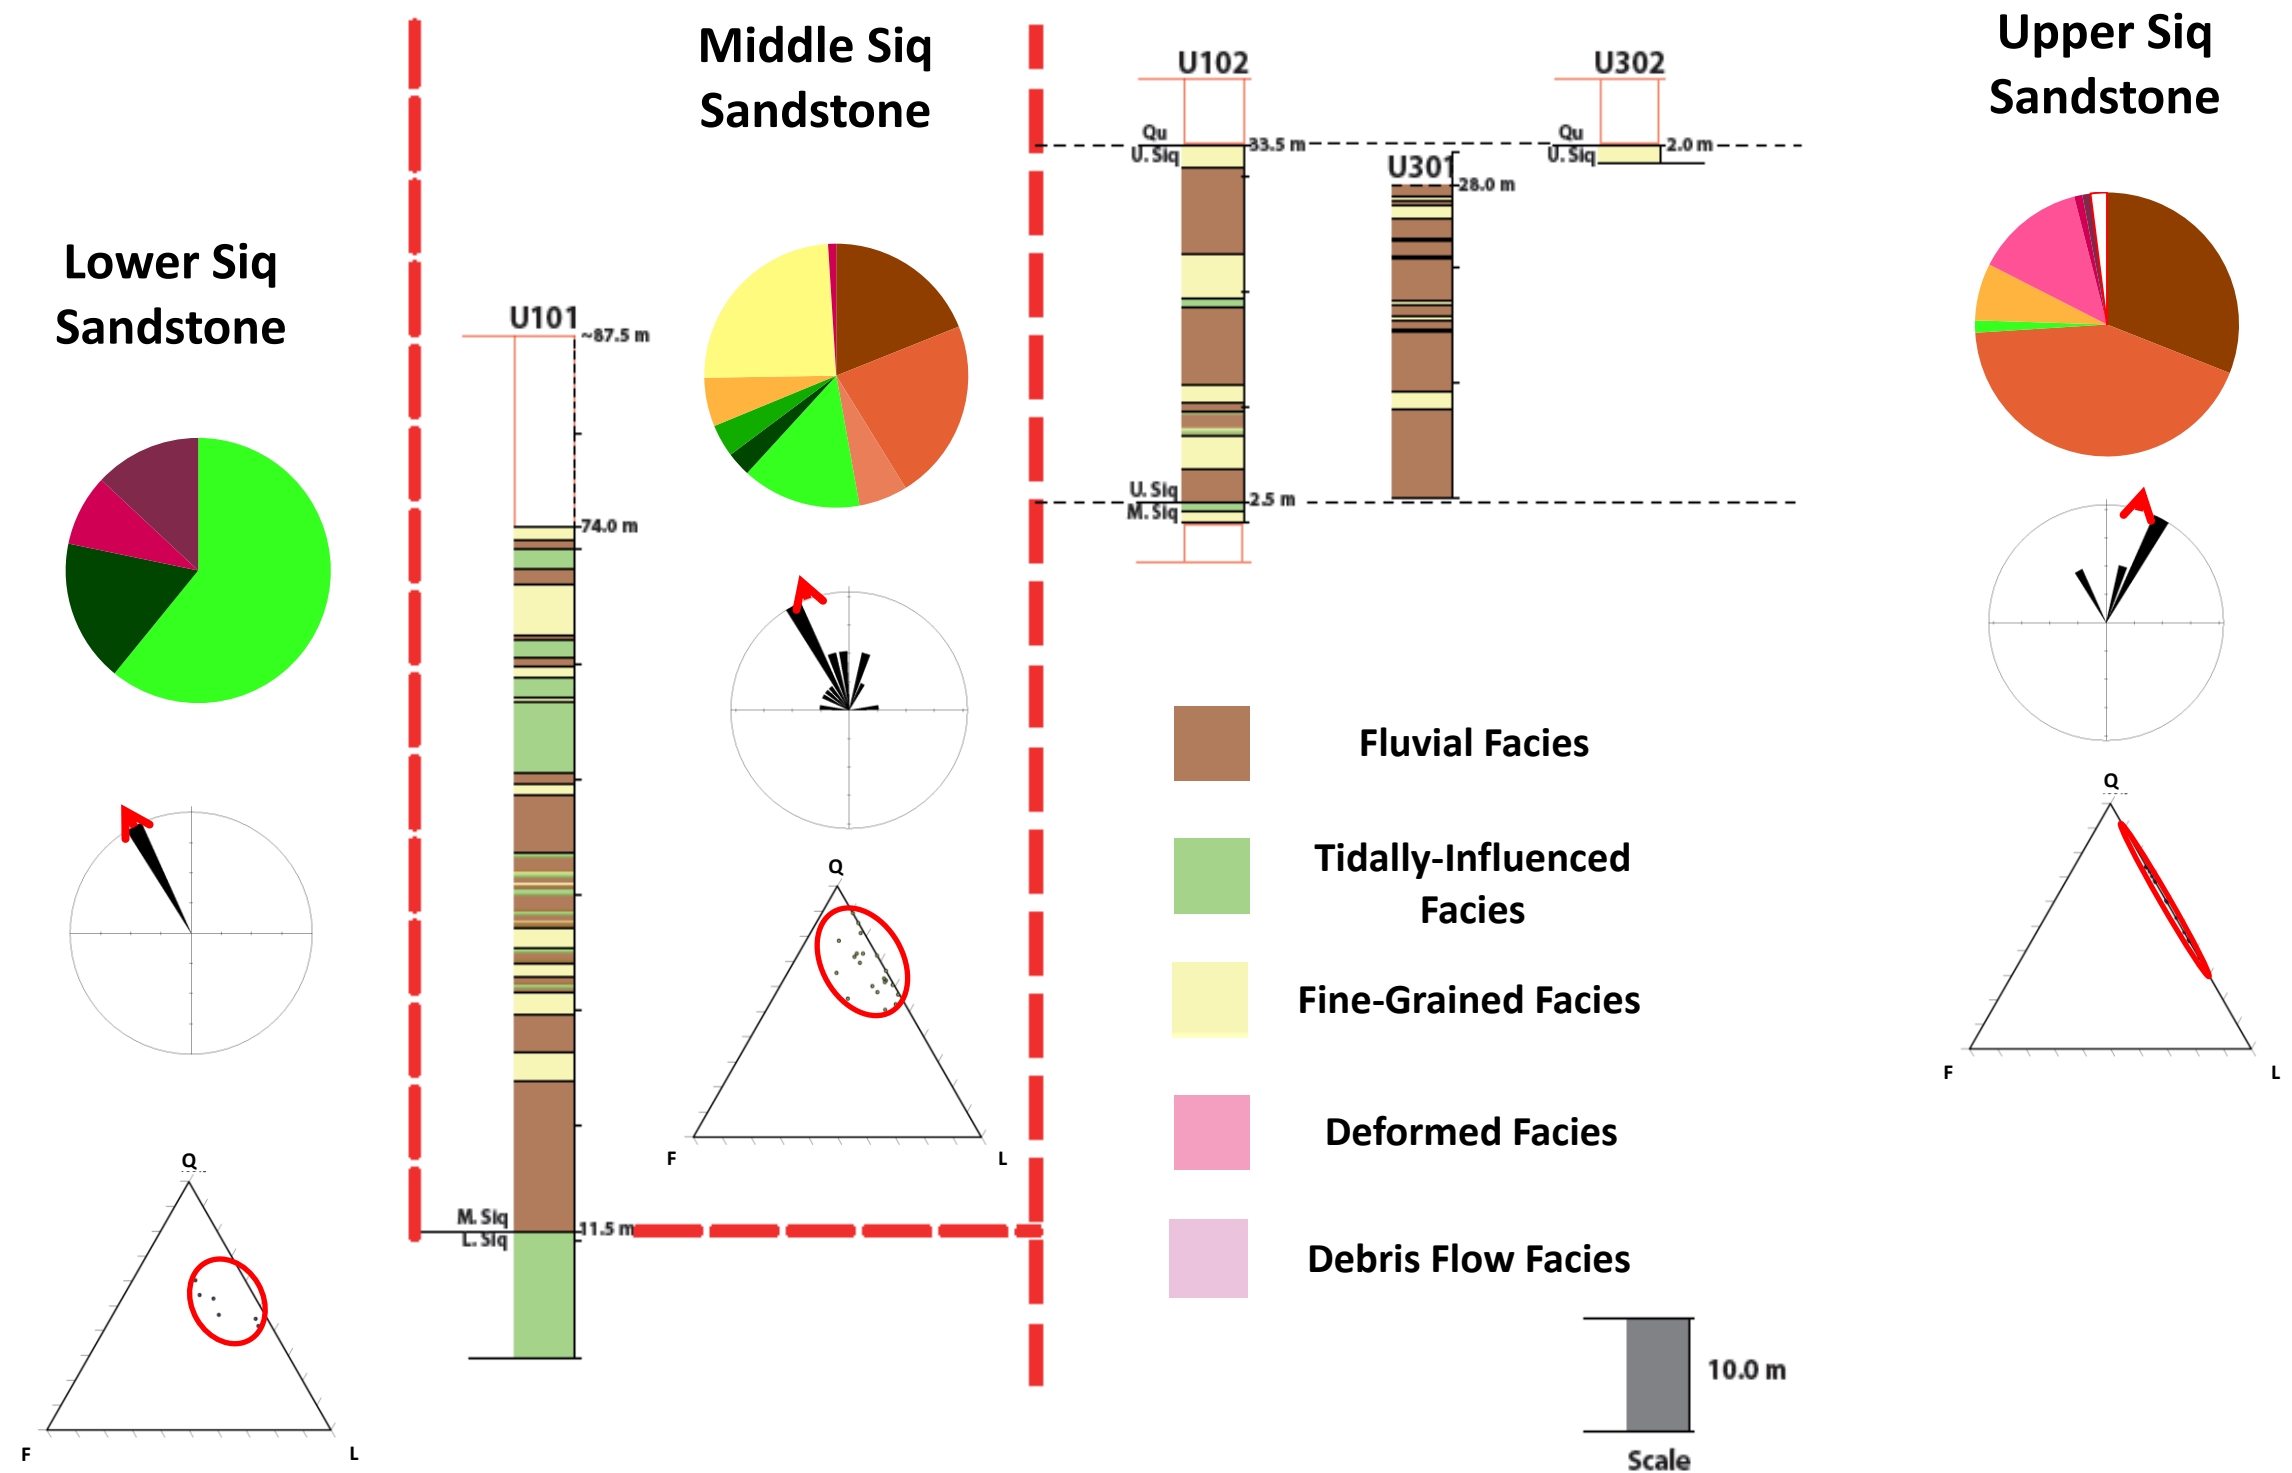 Lower Siq
Sandstone
Q
F
L
Middle Siq
Sandstone
U101
~87.5 m
74.0 m
M. Siq
L. Siq
11.5 m
Q
F
L
U102
Qu
U. Siq
33.5 m
U. Siq
M. Siq
2.5 m
U301
28.0 m
U302
Qu
U. Siq
2.0 m
Fluvial Facies
Tidally-Influenced
Facies
Fine-Grained Facies
Deformed Facies
Debris Flow Facies
10.0 m
Scale
Upper Siq
Sandstone
Q
F
L